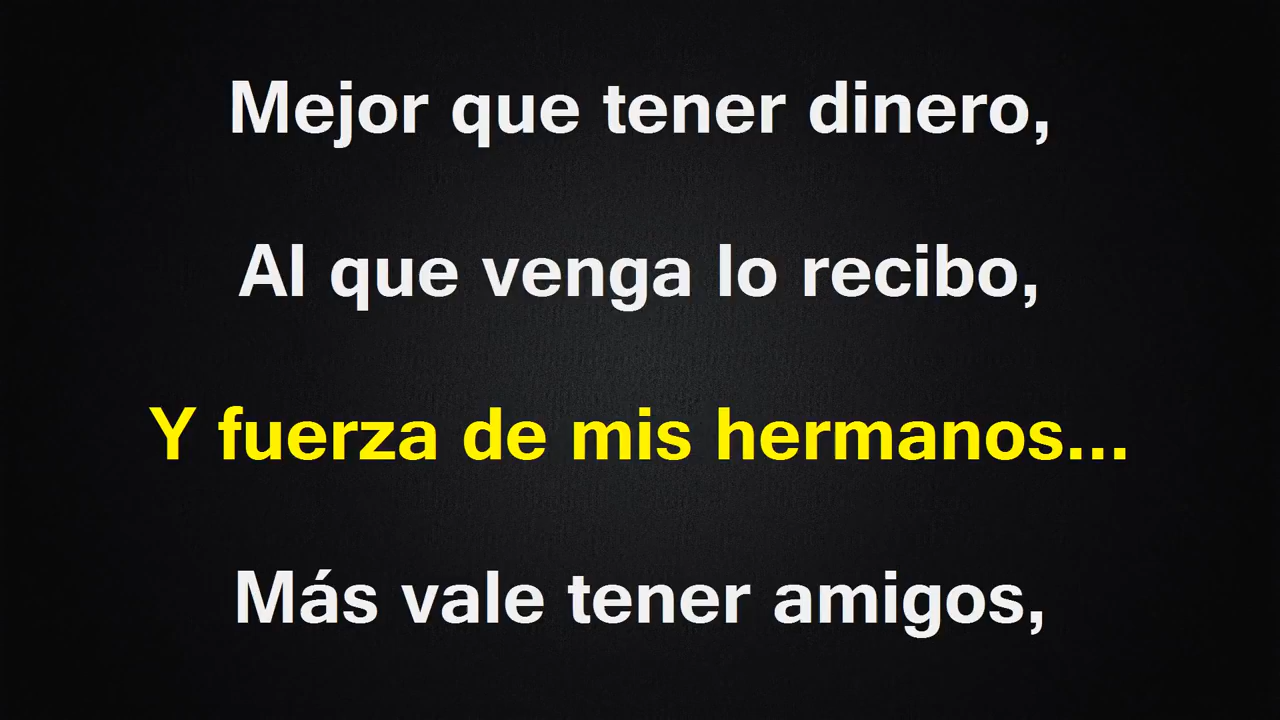 Mejor que tener dinero,
Al que venga lo recibo,
Y fuerza de mis hermanos...
Más vale tener amigos,